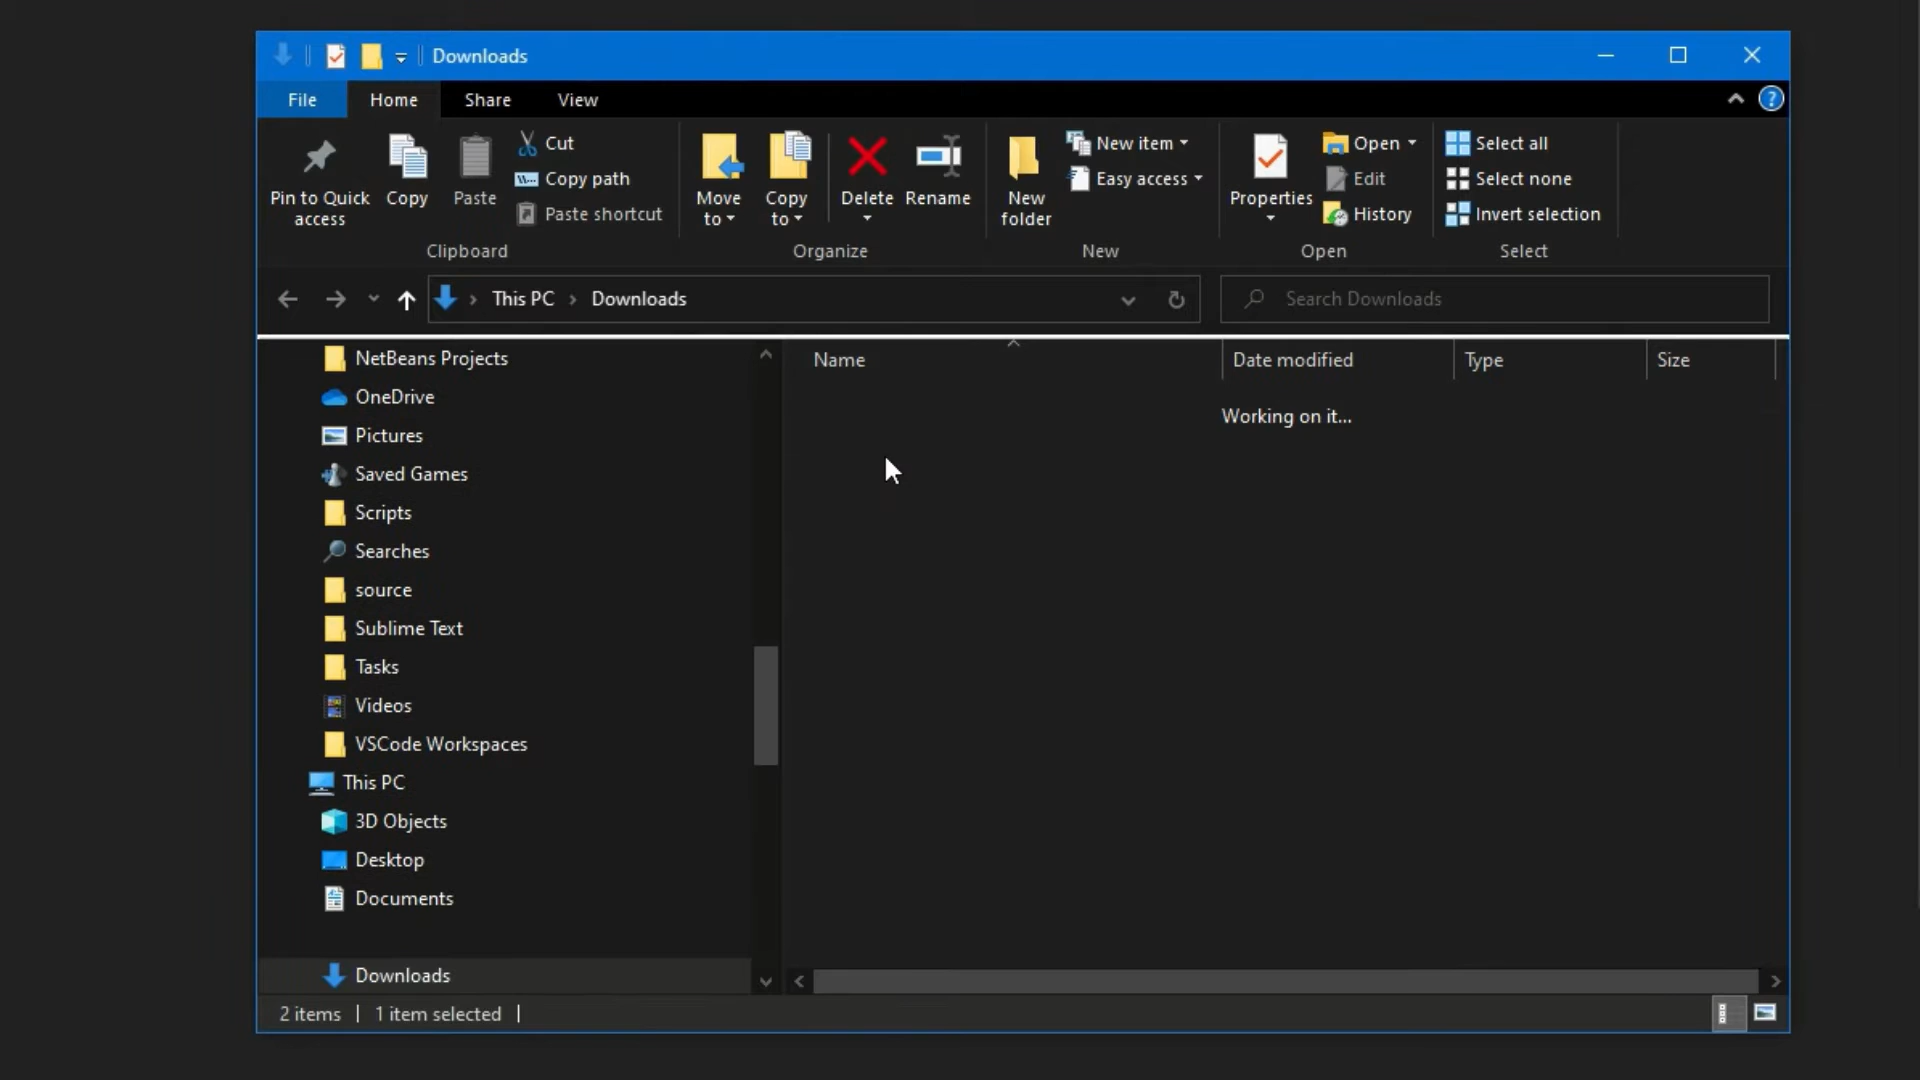 Downloads
File Home Share View
Pin to Quick access
Copy
Paste
Cut
Copy path
Paste shortcut
Clipboard
Move to
Copy to
Delete
Rename
Organize
New folder
New item
Easy access
New
Properties
Open
Edit
History
Open
Select all
Select none
Invert selection
Select
This PC Downloads
Search Downloads
NetBeans Projects
OneDrive
Pictures
Saved Games
Scripts
Searches
source
Sublime Text
Tasks
Videos
VSCode Workspaces
This PC
3D Objects
Desktop
Documents
Downloads
Name Date modified Type Size
Working on it...
2 items 1 item selected